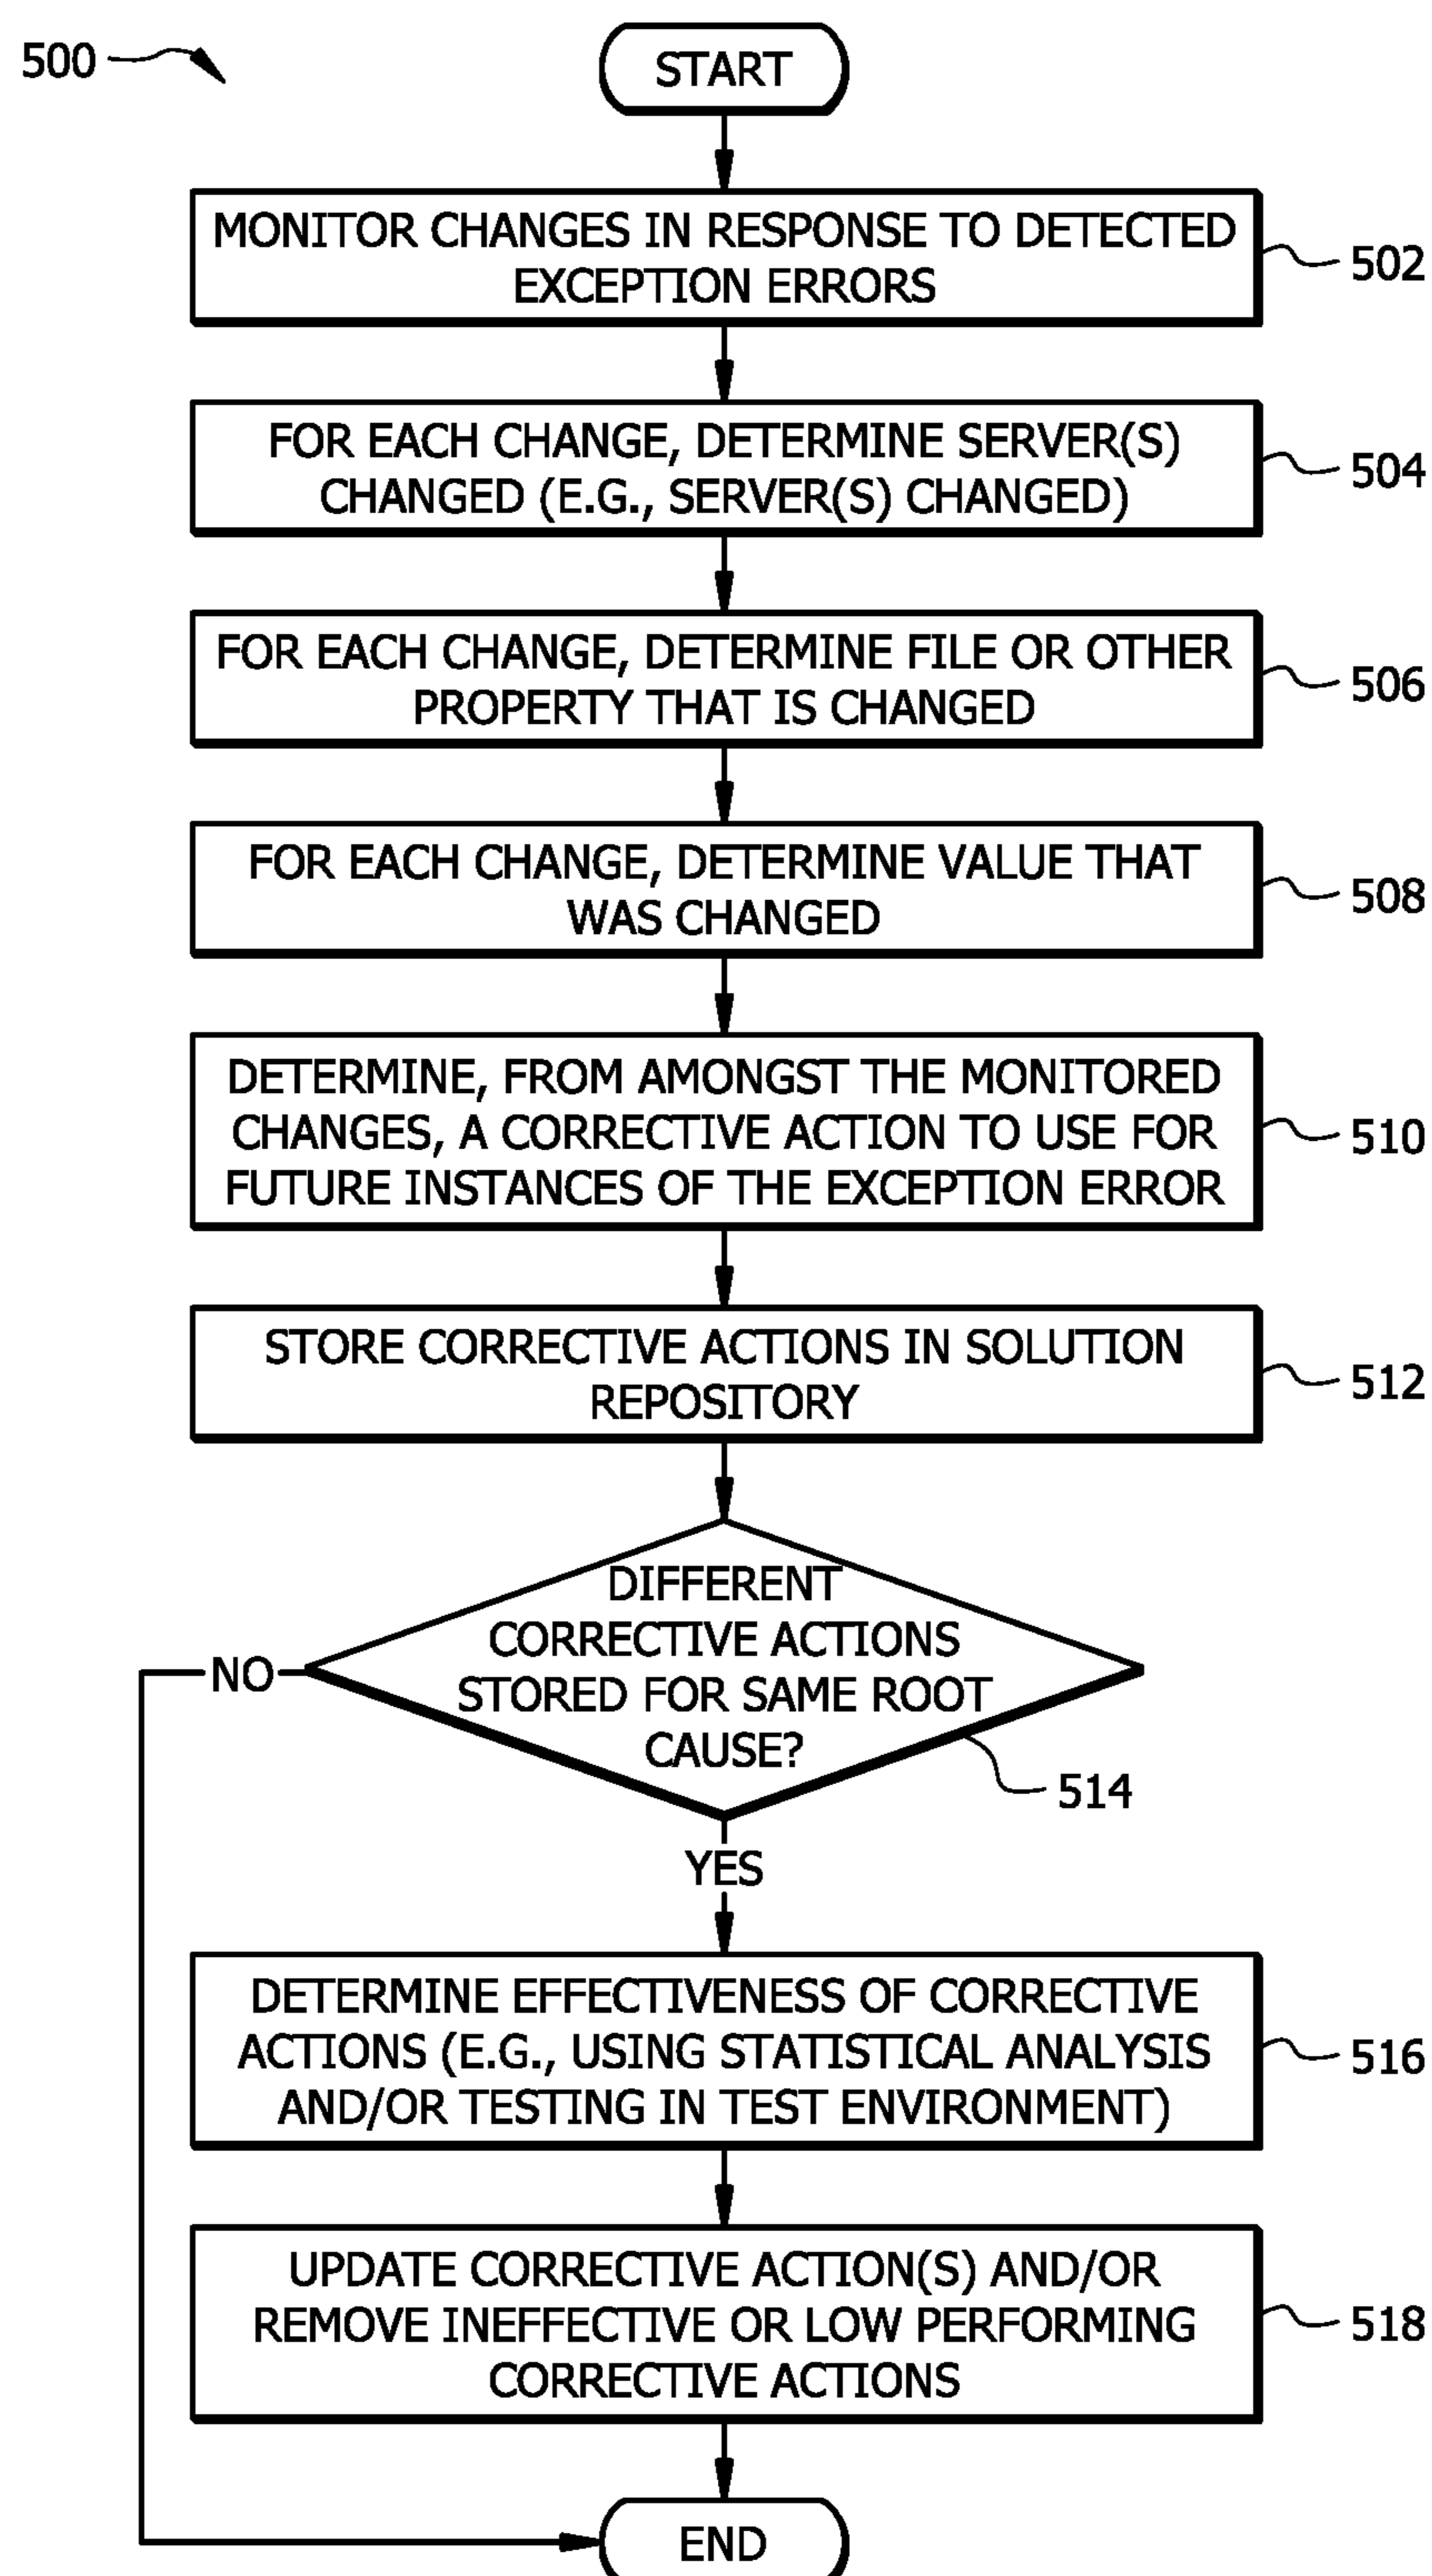 500
START
MONITOR CHANGES IN RESPONSE TO DETECTED
EXCEPTION ERRORS
502
FOR EACH CHANGE, DETERMINE SERVER(S)
CHANGED (E.G., SERVER(S) CHANGED)
504
FOR EACH CHANGE, DETERMINE FILE OR OTHER
PROPERTY THAT IS CHANGED
506
FOR EACH CHANGE, DETERMINE VALUE THAT
WAS CHANGED
508
DETERMINE, FROM AMONGST THE MONITORED
CHANGES, A CORRECTIVE ACTION TO USE FOR
FUTURE INSTANCES OF THE EXCEPTION ERROR
510
STORE CORRECTIVE ACTIONS IN SOLUTION
REPOSITORY
512
DIFFERENT
CORRECTIVE ACTIONS
STORED FOR SAME ROOT
CAUSE?
514
NO
YES
DETERMINE EFFECTIVENESS OF CORRECTIVE
ACTIONS (E.G., USING STATISTICAL ANALYSIS
AND/OR TESTING IN TEST ENVIRONMENT)
516
UPDATE CORRECTIVE ACTION(S) AND/OR
REMOVE INEFFECTIVE OR LOW PERFORMING
CORRECTIVE ACTIONS
518
END